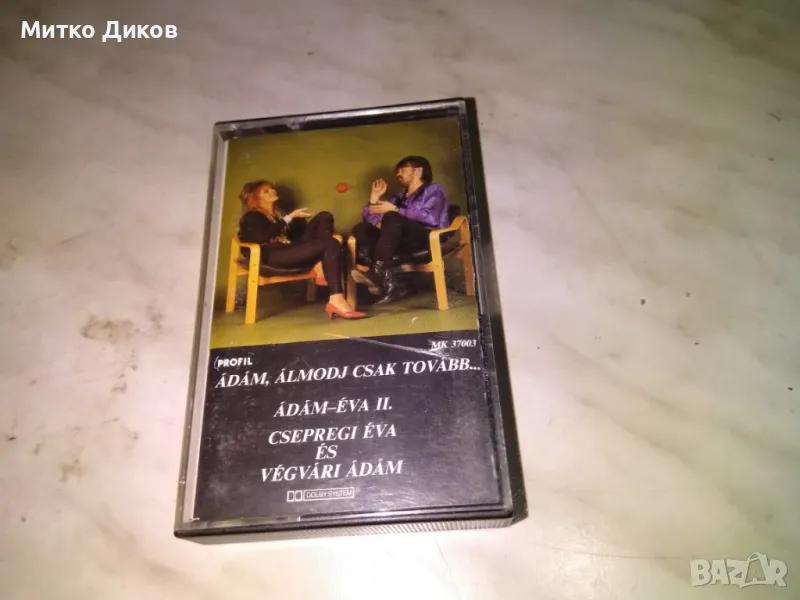 Митко Диков
PROFIL
MK 37003
ÁDÁM, ÁLMODJ CSAK TOVÁBB...
ÁDÁM–ÉVA II.
CSEPREGI ÉVA
ÉS
VÉGVÁRI ÁDÁM
DOLBY SYSTEM
BAZAR